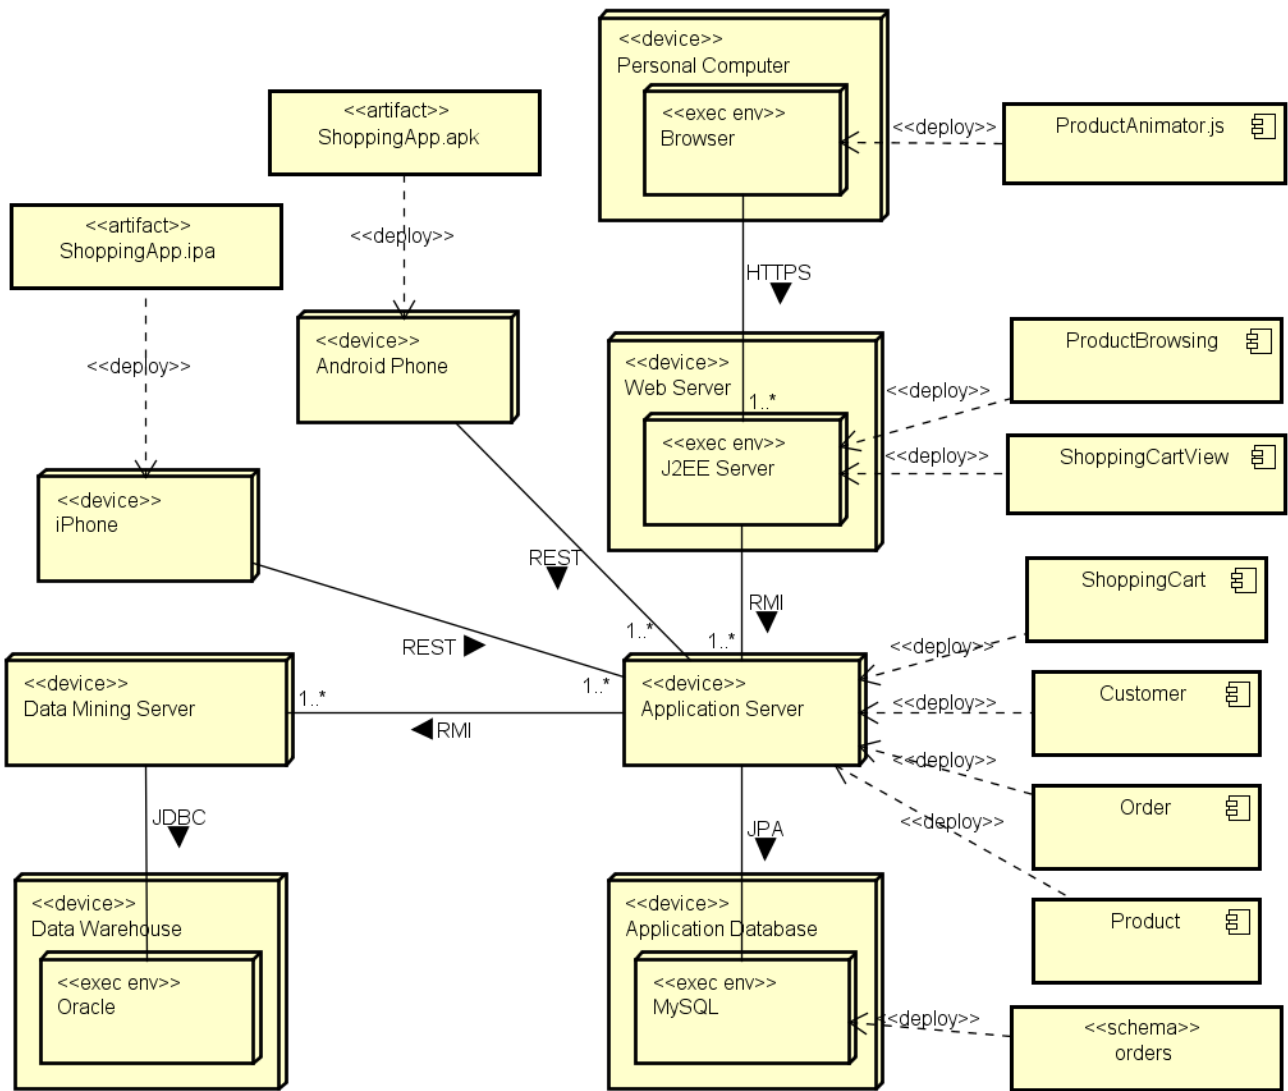 <<device>>
Personal Computer
<<exec env>>
Browser
<<deploy>>
ProductAnimator.js
<<artifact>>
ShoppingApp.apk
<<deploy>>
<<artifact>>
ShoppingApp.ipa
<<deploy>>
HTTPS
<<device>>
Android Phone
<<device>>
Web Server
1..*
<<exec env>>
J2EE Server
<<deploy>>
ProductBrowsing
<<deploy>>
ShoppingCartView
<<device>>
iPhone
REST
REST
RMI
1..*
1..*
1..*
1..*
<<device>>
Data Mining Server
RMI
<<device>>
Application Server
<<deploy>>
ShoppingCart
<<deploy>>
Customer
<<deploy>>
Order
<<deploy>>
Product
JDBC
JPA
<<device>>
Data Warehouse
<<exec env>>
Oracle
<<device>>
Application Database
<<exec env>>
MySQL
<<deploy>>
<<schema>>
orders